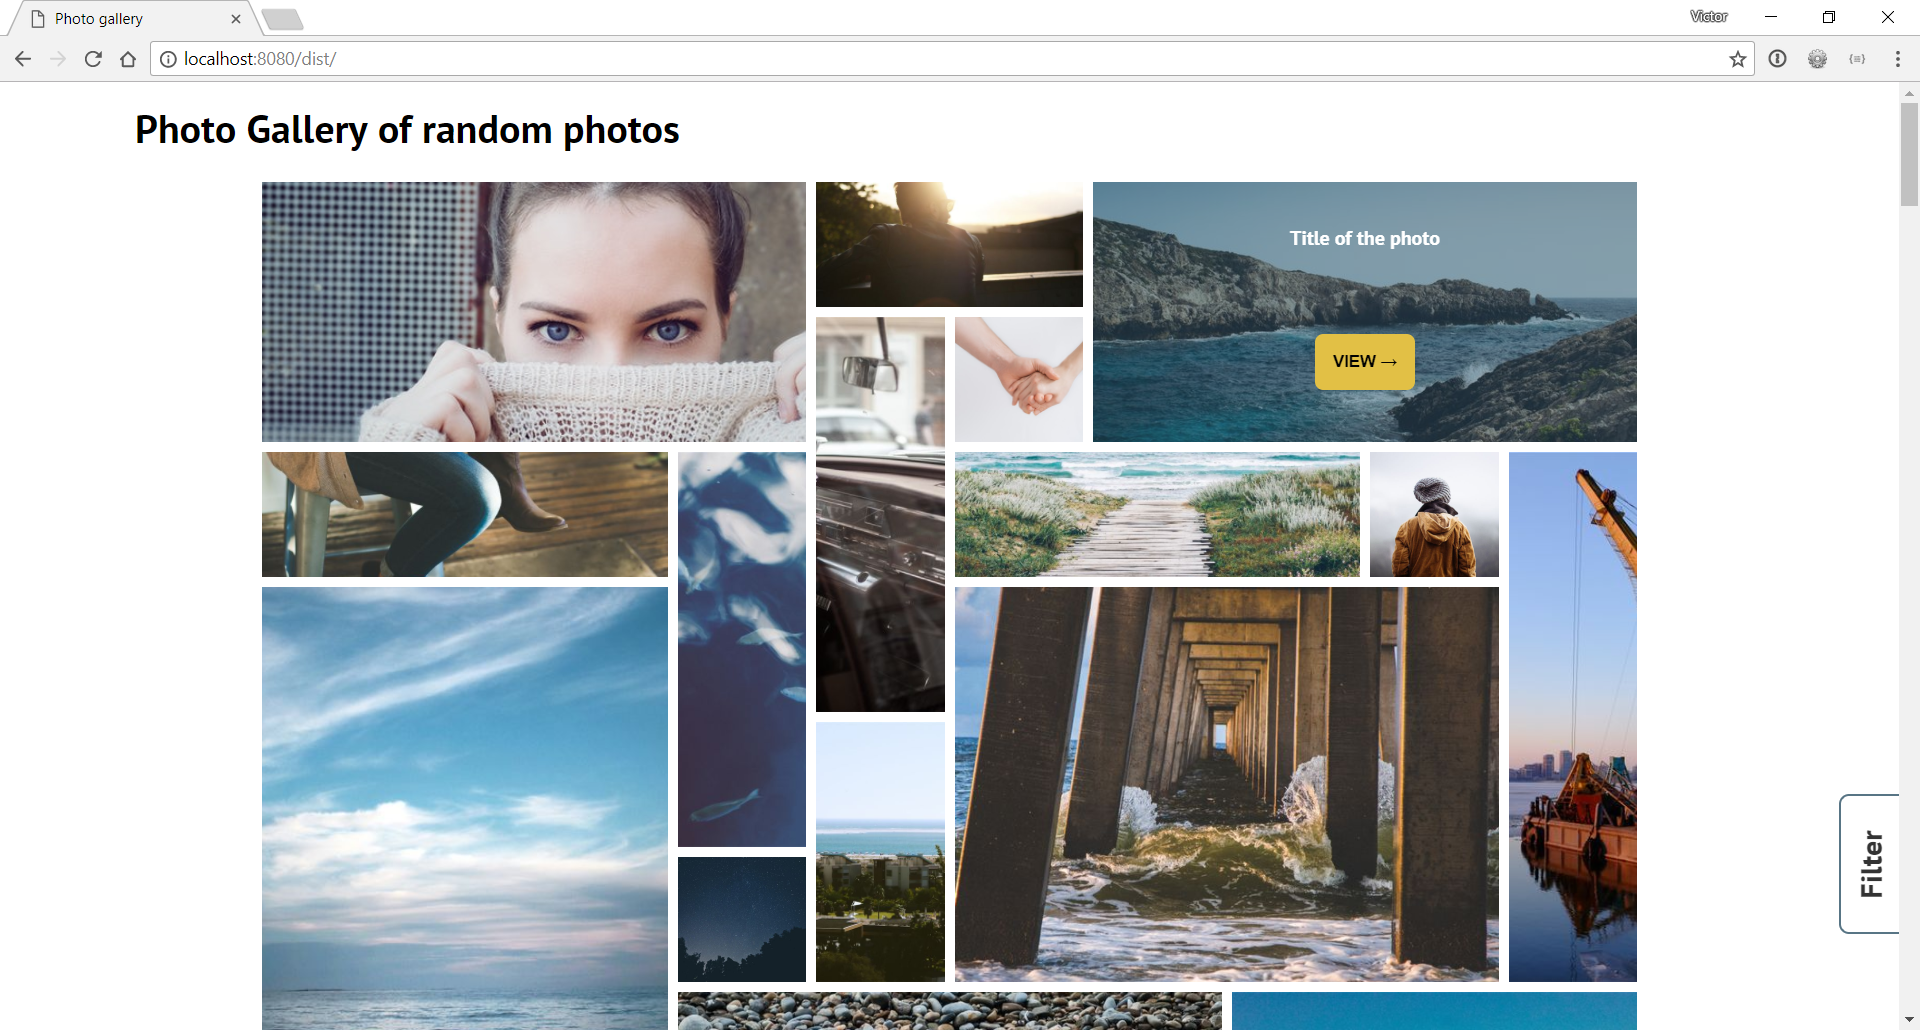 Photo gallery
Victor
localhost:8080/dist/
Photo Gallery of random photos
Title of the photo
VIEW →
Filter